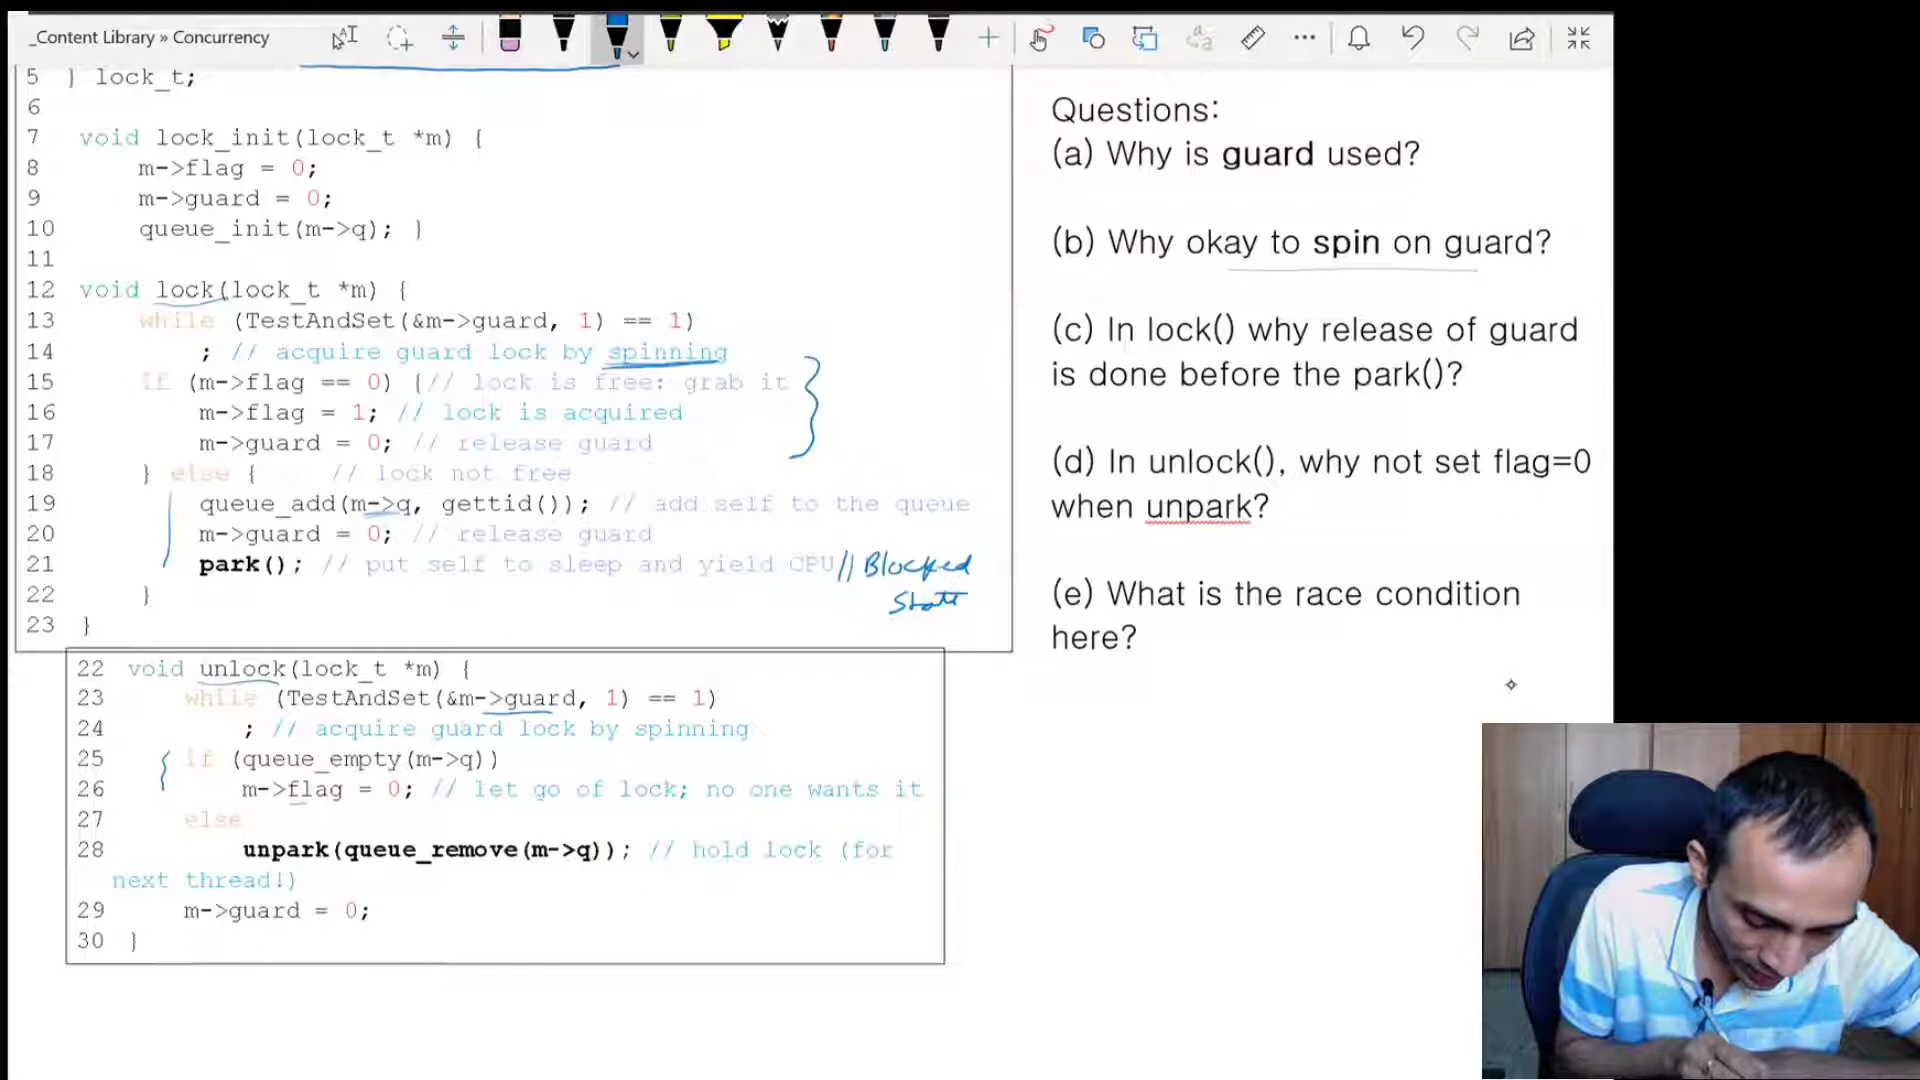 _Content Library » Concurrency
5 } lock_t;
6
7 void lock_init(lock_t *m) {
8 m->flag = 0;
9 m->guard = 0;
10 queue_init(m->q); }
11
12 void lock(lock_t *m) {
13 while (TestAndSet(&m->guard, 1) == 1)
14 ; // acquire guard lock by spinning
15 if (m->flag == 0) {// lock is free: grab it
16 m->flag = 1; // lock is acquired
17 m->guard = 0; // release guard
18 } else { // lock not free
19 queue_add(m->q, gettid()); // add self to the queue
20 m->guard = 0; // release guard
21 park(); // put self to sleep and yield CPU // Blocked
State
22 }
23 }
22 void unlock(lock_t *m) {
23 while (TestAndSet(&m->guard, 1) == 1)
24 ; // acquire guard lock by spinning
25 if (queue_empty(m->q))
26 m->flag = 0; // let go of lock; no one wants it
27 else
28 unpark(queue_remove(m->q)); // hold lock (for
next thread!)
29 m->guard = 0;
30 }
Questions:
(a) Why is guard used?
(b) Why okay to spin on guard?
(c) In lock() why release of guard
is done before the park()?
(d) In unlock(), why not set flag=0
when unpark?
(e) What is the race condition
here?